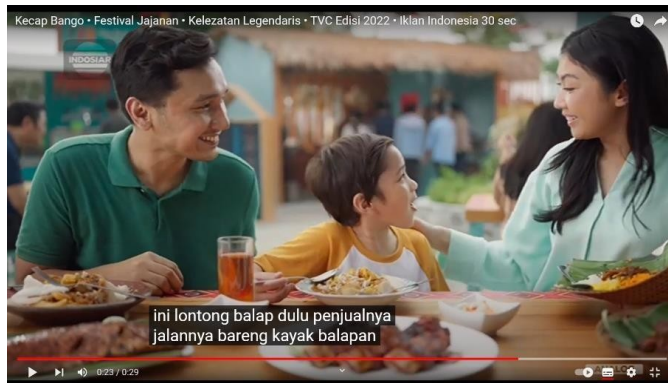 Kecap Bango • Festival Jajanan • Kelezatan Legendaris • TVC Edisi 2022 • Iklan Indonesia 30 sec
INDOSIAR
ini lontong balap dulu penjualnya
jalannya bareng kayak balapan
0:23 / 0:29